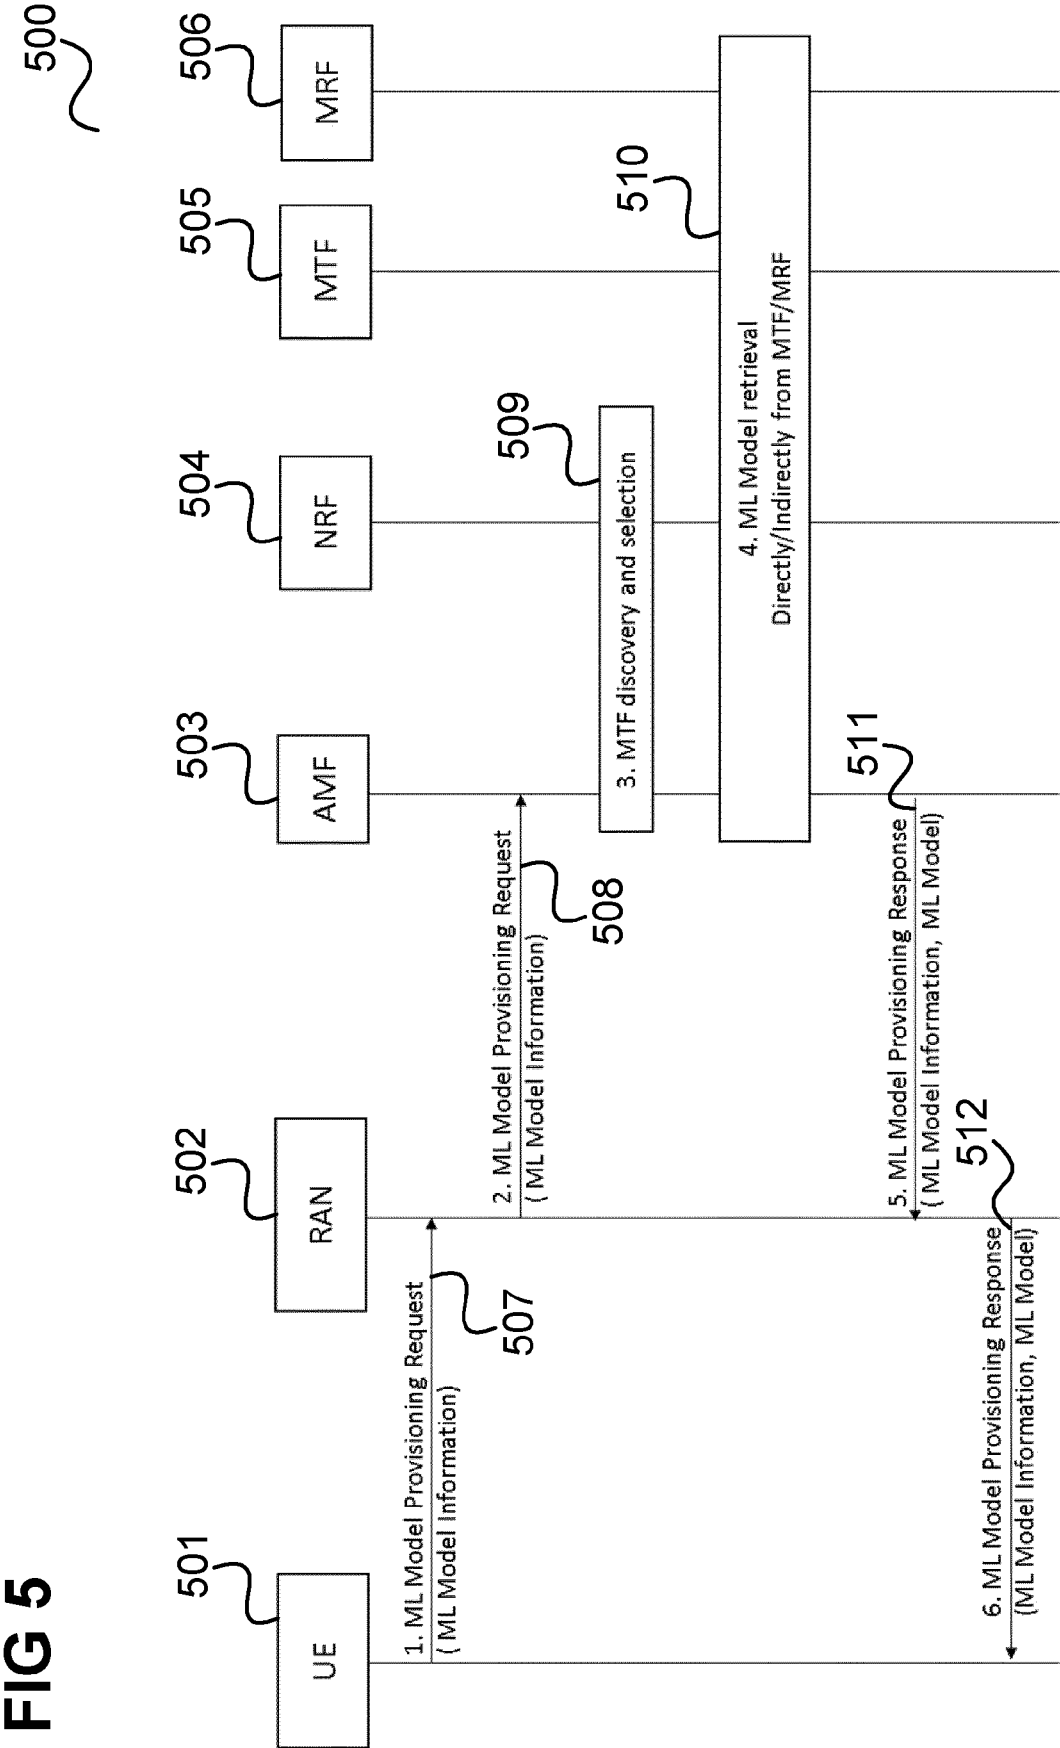 FIG 5
500
501
502
503
504
505
506
UE
RAN
AMF
NRF
MTF
MRF
1. ML Model Provisioning Request
( ML Model Information)
507
2. ML Model Provisioning Request
( ML Model Information)
508
509
3. MTF discovery and selection
510
4. ML Model retrieval
Directly/Indirectly from MTF/MRF
511
5. ML Model Provisioning Response
( ML Model Information, ML Model)
512
6. ML Model Provisioning Response
(ML Model Information, ML Model)